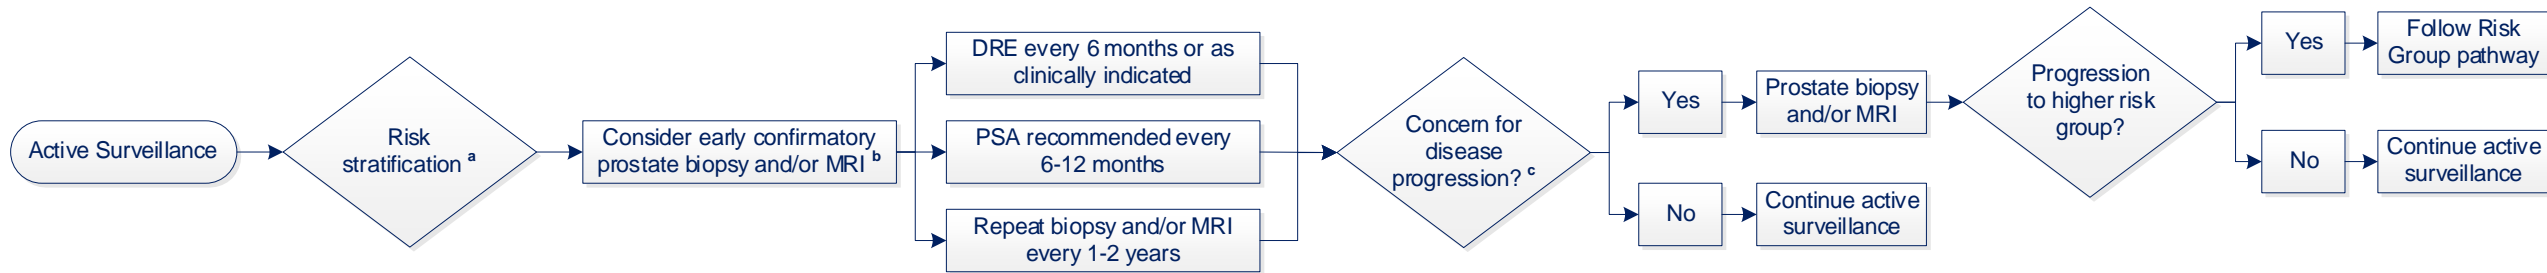 Active Surveillance
Risk
stratification a
Consider early confirmatory
prostate biopsy and/or MRI b
DRE every 6 months or as
clinically indicated
PSA recommended every
6-12 months
Repeat biopsy and/or MRI
every 1-2 years
Concern for
disease
progression? c
Yes
Prostate biopsy
and/or MRI
No
Continue active
surveillance
Progression
to higher risk
group?
Yes
Follow Risk
Group pathway
No
Continue active
surveillance